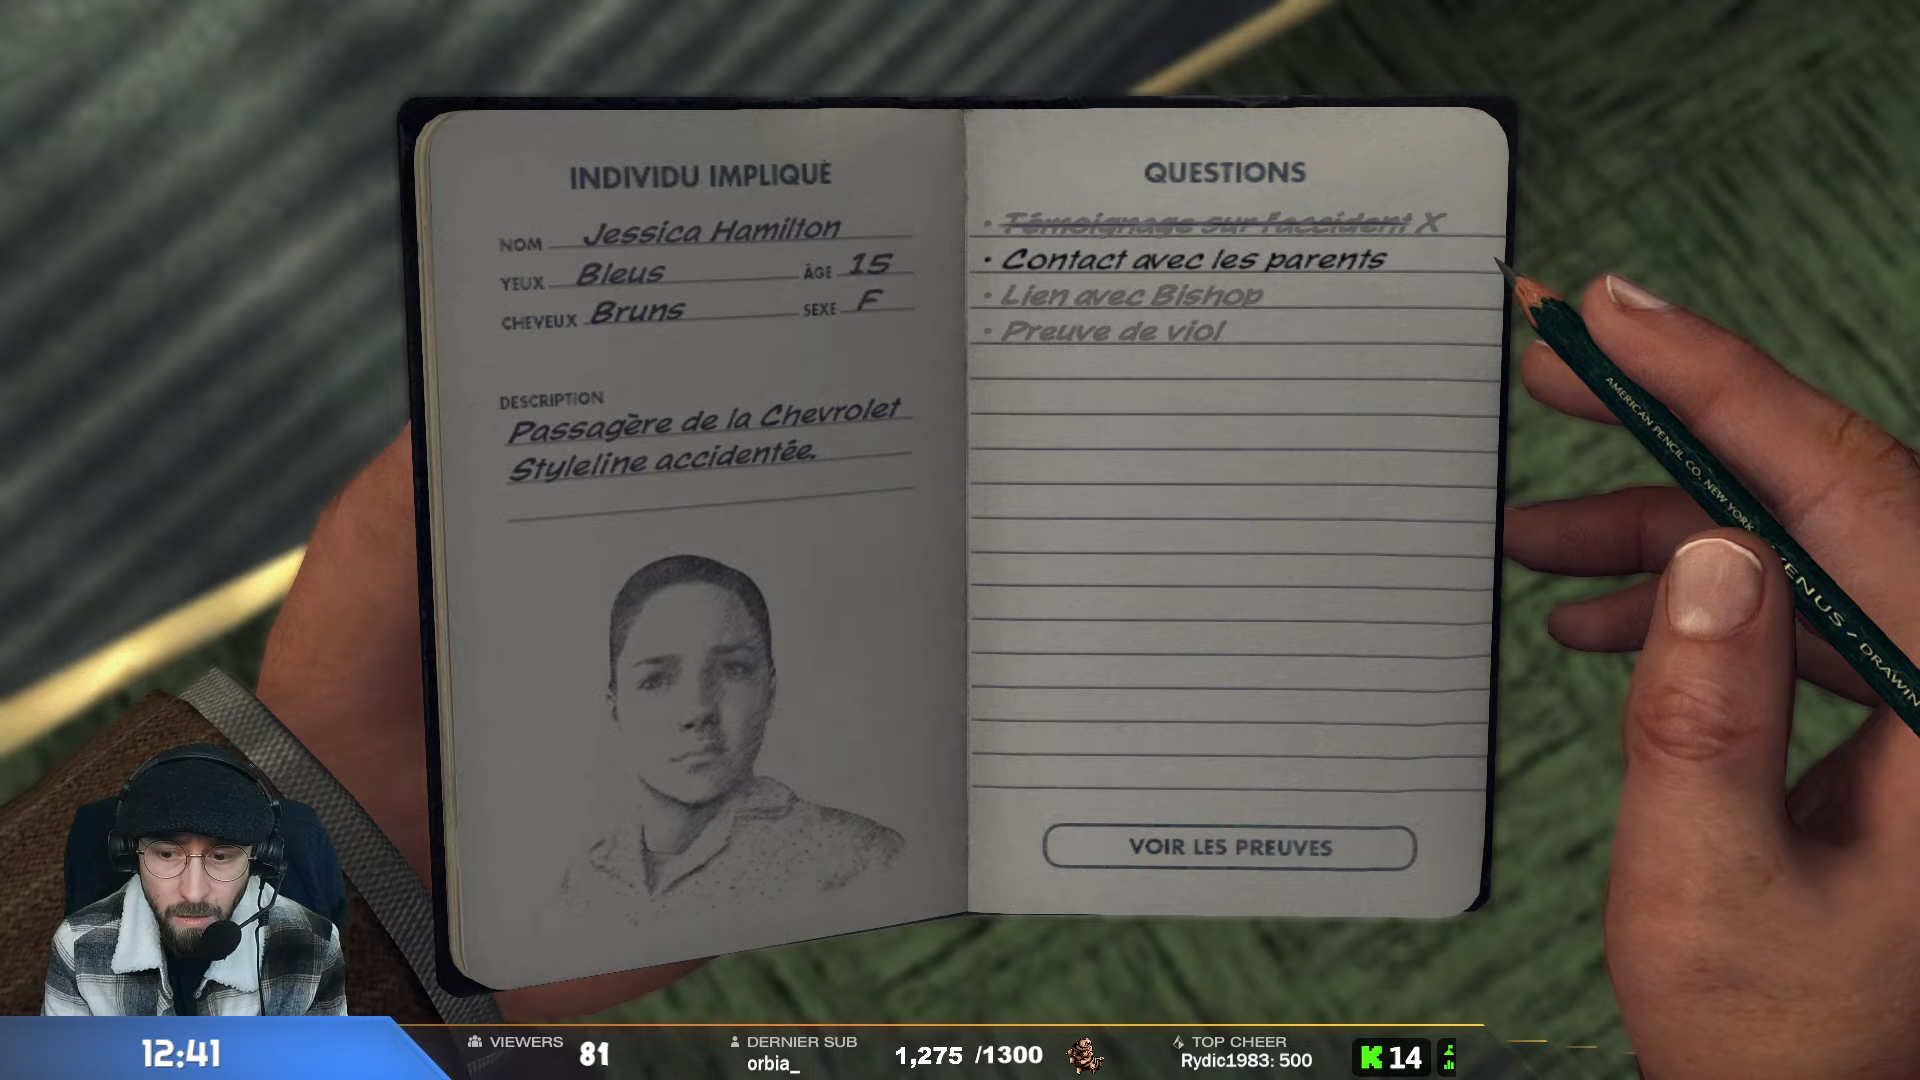 INDIVIDU IMPLIQUÉ
NOM Jessica Hamilton
YEUX Bleus ÂGE 15
CHEVEUX Bruns SEXE F
DESCRIPTION
Passagère de la Chevrolet
Styleline accidentée.
QUESTIONS
• Témoignage sur l'accident X
• Contact avec les parents
• Lien avec Bishop
• Preuve de viol
VOIR LES PREUVES
AMERICAN PENCIL CO. NEW YORK
VENUS / DRAWIN
12:41
VIEWERS 81
DERNIER SUB
orbia_
1,275 /1300
TOP CHEER
Rydic1983: 500
K 14